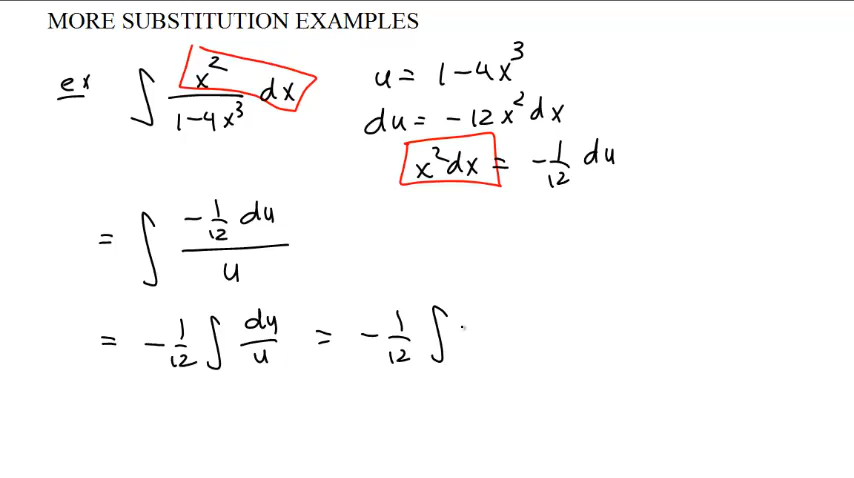 MORE SUBSTITUTION EXAMPLES
ex ∫ x²/(1-4x³) dx
u = 1-4x³
du = -12x² dx
x² dx = -1/12 du
= ∫ (-1/12 du)/u
= -1/12 ∫ du/u = -1/12 ∫